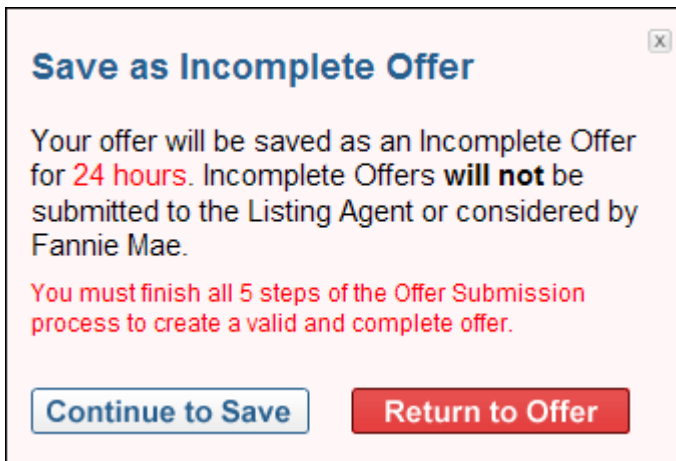 x
Save as Incomplete Offer
Your offer will be saved as an Incomplete Offer
for 24 hours. Incomplete Offers will not be
submitted to the Listing Agent or considered by
Fannie Mae.
You must finish all 5 steps of the Offer Submission
process to create a valid and complete offer.
Continue to Save
Return to Offer